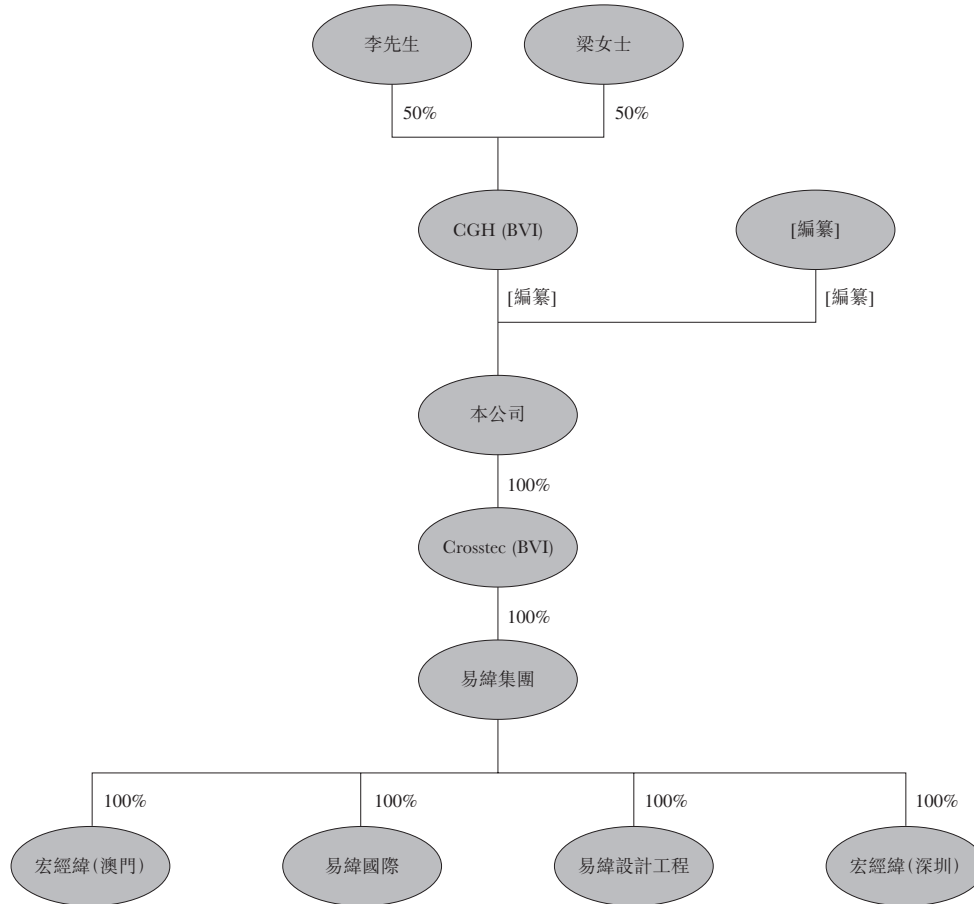 李先生
梁女士
50%
50%
CGH (BVI)
[編纂]
[編纂]
[編纂]
本公司
100%
Crosstec (BVI)
100%
易緯集團
100%
100%
100%
100%
宏經緯(澳門)
易緯國際
易緯設計工程
宏經緯(深圳)